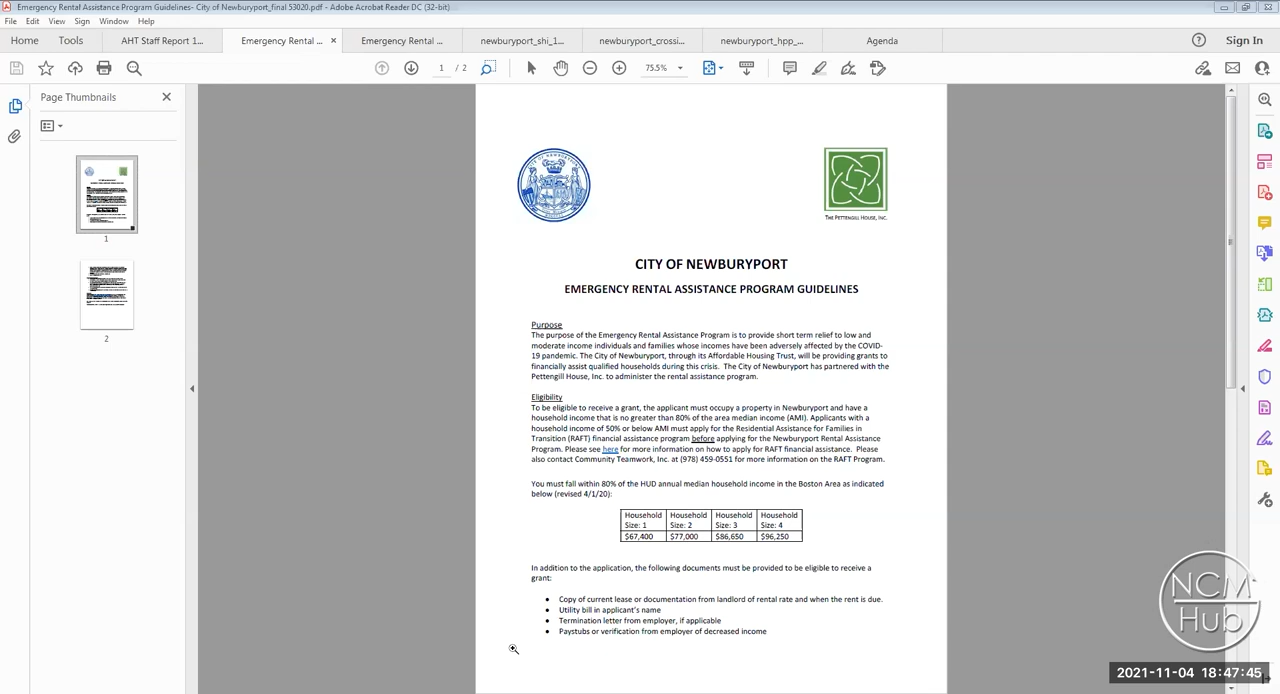 Emergency Rental Assistance Program Guidelines- City of Newburyport_final 53020.pdf - Adobe Acrobat Reader DC (32-bit)
File Edit View Sign Window Help
Home Tools AHT Staff Report 1... Emergency Rental ... × Emergency Rental ... newburyport_shi_1... newburyport_crossi... newburyport_hpp_... Agenda Sign In
1 / 2 75.5%
Page Thumbnails
1
2
THE PETTENGILL HOUSE, INC.
CITY OF NEWBURYPORT
EMERGENCY RENTAL ASSISTANCE PROGRAM GUIDELINES
Purpose
The purpose of the Emergency Rental Assistance Program is to provide short term relief to low and
moderate income individuals and families whose incomes have been adversely affected by the COVID-
19 pandemic. The City of Newburyport, through its Affordable Housing Trust, will be providing grants to
financially assist qualified households during this crisis. The City of Newburyport has partnered with the
Pettengill House, Inc. to administer the rental assistance program.
Eligibility
To be eligible to receive a grant, the applicant must occupy a property in Newburyport and have a
household income that is no greater than 80% of the area median income (AMI). Applicants with a
household income of 50% or below AMI must apply for the Residential Assistance for Families in
Transition (RAFT) financial assistance program before applying for the Newburyport Rental Assistance
Program. Please see here for more information on how to apply for RAFT financial assistance. Please
also contact Community Teamwork, Inc. at (978) 459-0551 for more information on the RAFT Program.
You must fall within 80% of the HUD annual median household income in the Boston Area as indicated
below (revised 4/1/20):
Household Household Household Household
Size: 1 Size: 2 Size: 3 Size: 4
$67,400 $77,000 $86,650 $96,250
In addition to the application, the following documents must be provided to be eligible to receive a
grant:
• Copy of current lease or documentation from landlord of rental rate and when the rent is due.
• Utility bill in applicant's name
• Termination letter from employer, if applicable
• Paystubs or verification from employer of decreased income
NCM
Hub
2021-11-04 18:47:45